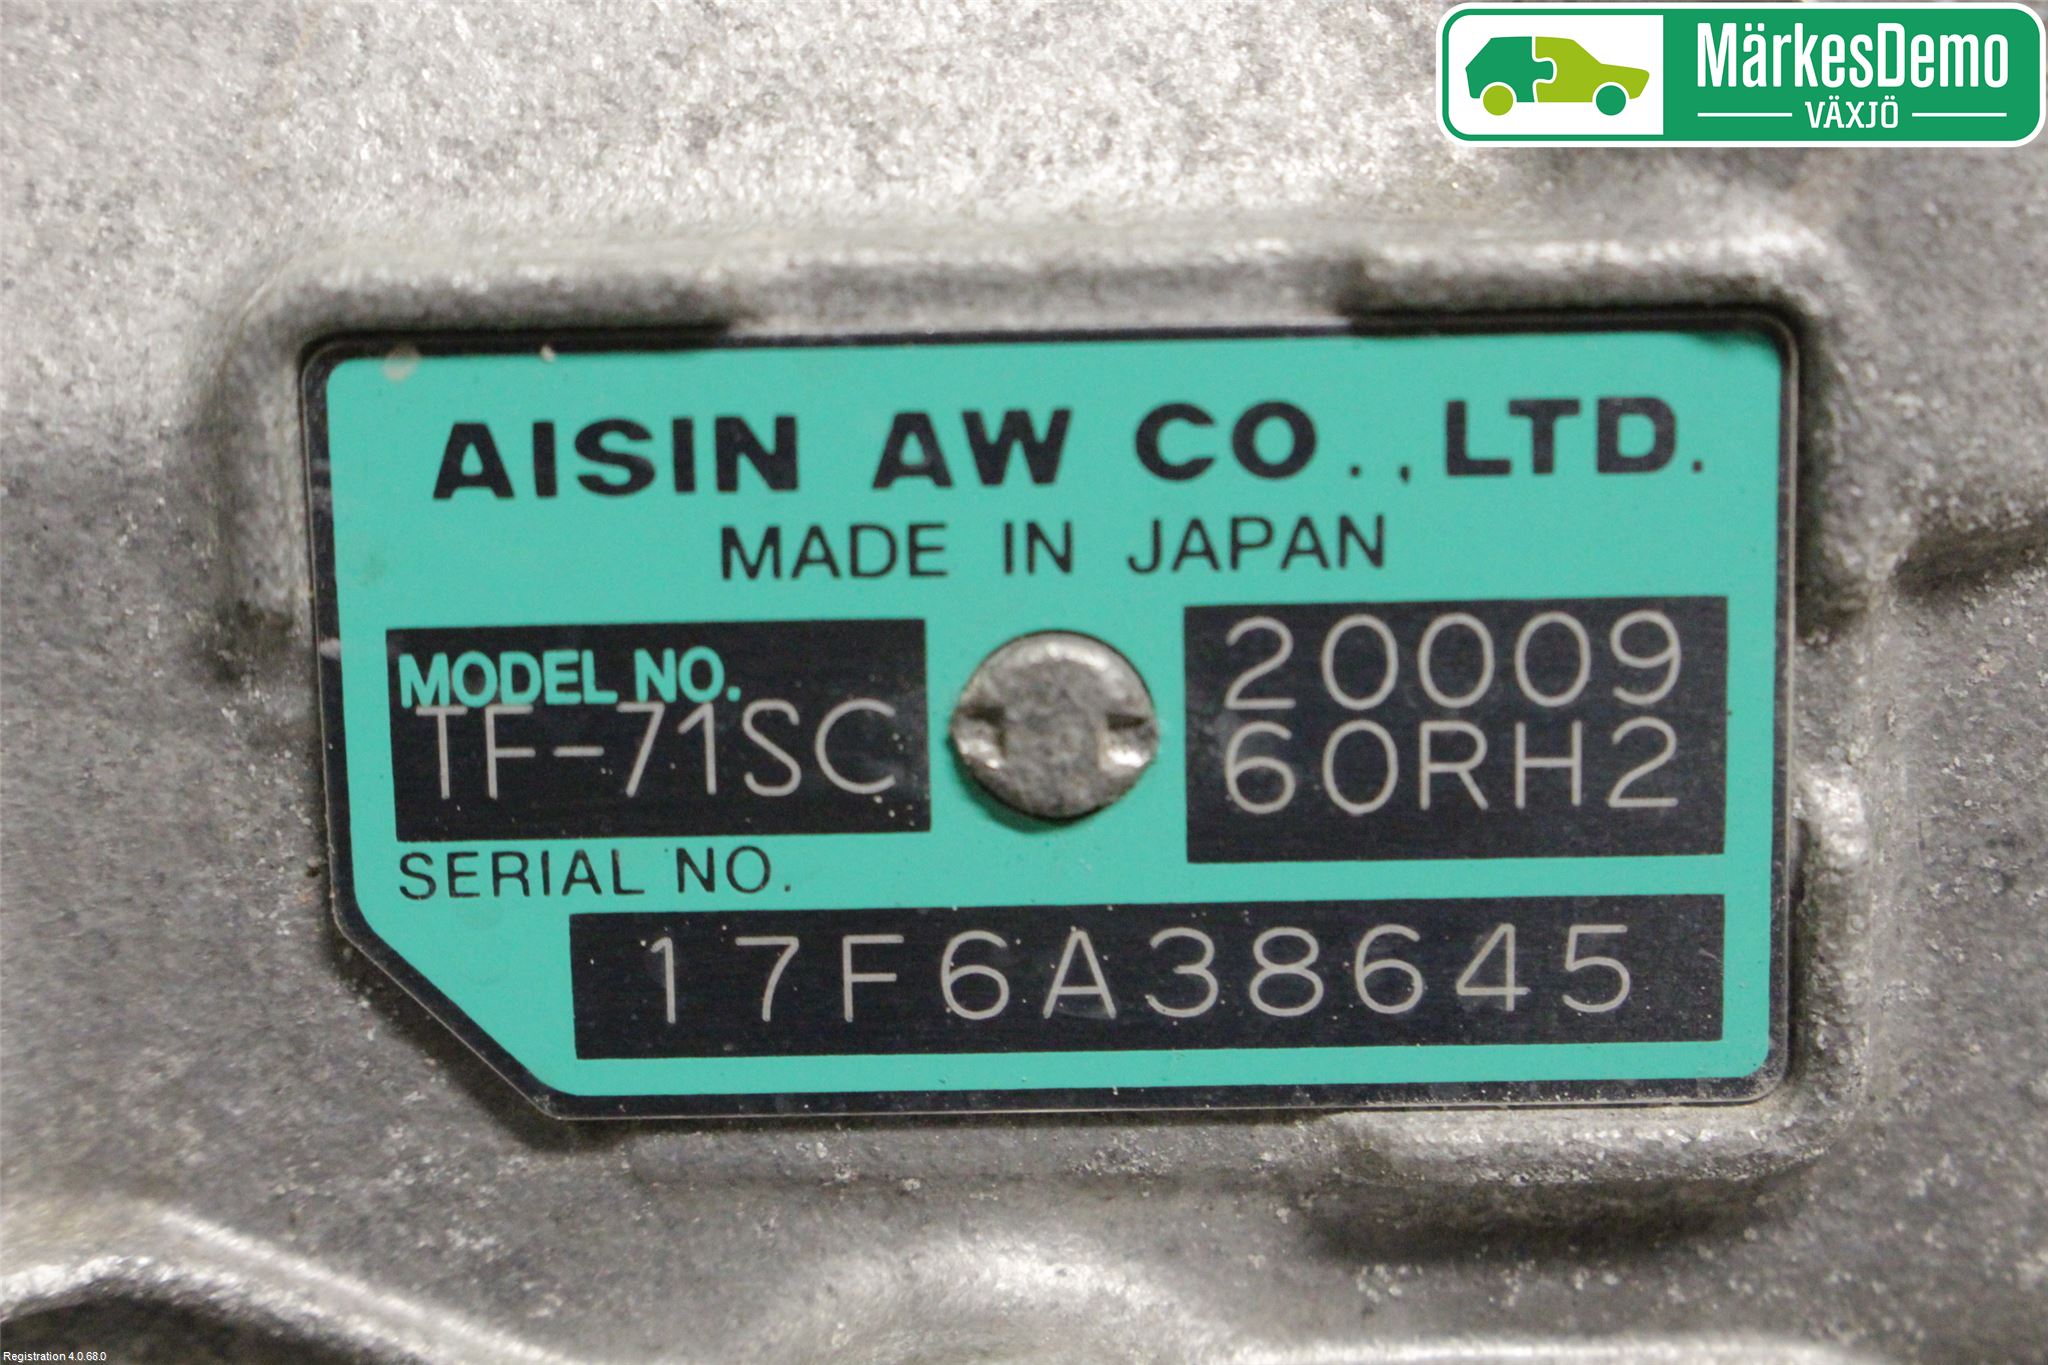 MärkesDemo
VÄXJÖ
AISIN AW CO.,LTD.
MADE IN JAPAN
MODEL NO.
TF-71SC
20009
60RH2
SERIAL NO.
17F6A38645
Registration 4.0.68.0